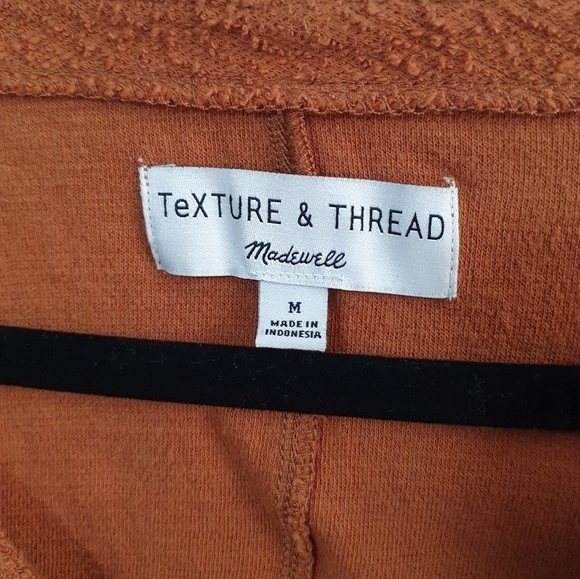 TeXTURE & THREAD
Madewell
M
MADE IN
INDONESIA